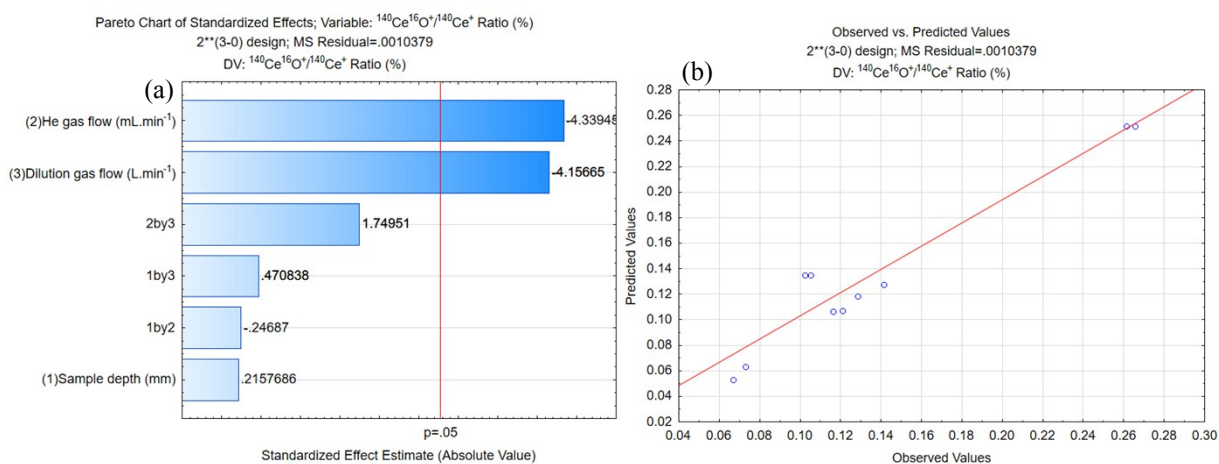 Pareto Chart of Standardized Effects; Variable: ¹⁴⁰Ce¹⁶O⁺/¹⁴⁰Ce⁺ Ratio (%)
2**(3-0) design; MS Residual=.0010379
DV: ¹⁴⁰Ce¹⁶O⁺/¹⁴⁰Ce⁺ Ratio (%)
(a)
(2)He gas flow (mL.min⁻¹)
-4.33945
(3)Dilution gas flow (L.min⁻¹)
-4.15665
2by3
1.74951
1by3
.470838
1by2
-.24687
(1)Sample depth (mm)
.2157686
p=.05
Standardized Effect Estimate (Absolute Value)
Observed vs. Predicted Values
2**(3-0) design; MS Residual=.0010379
DV: ¹⁴⁰Ce¹⁶O⁺/¹⁴⁰Ce⁺ Ratio (%)
(b)
Predicted Values
0.28
0.26
0.24
0.22
0.20
0.18
0.16
0.14
0.12
0.10
0.08
0.06
0.04
0.02
0.04 0.06 0.08 0.10 0.12 0.14 0.16 0.18 0.20 0.22 0.24 0.26 0.28 0.30
Observed Values